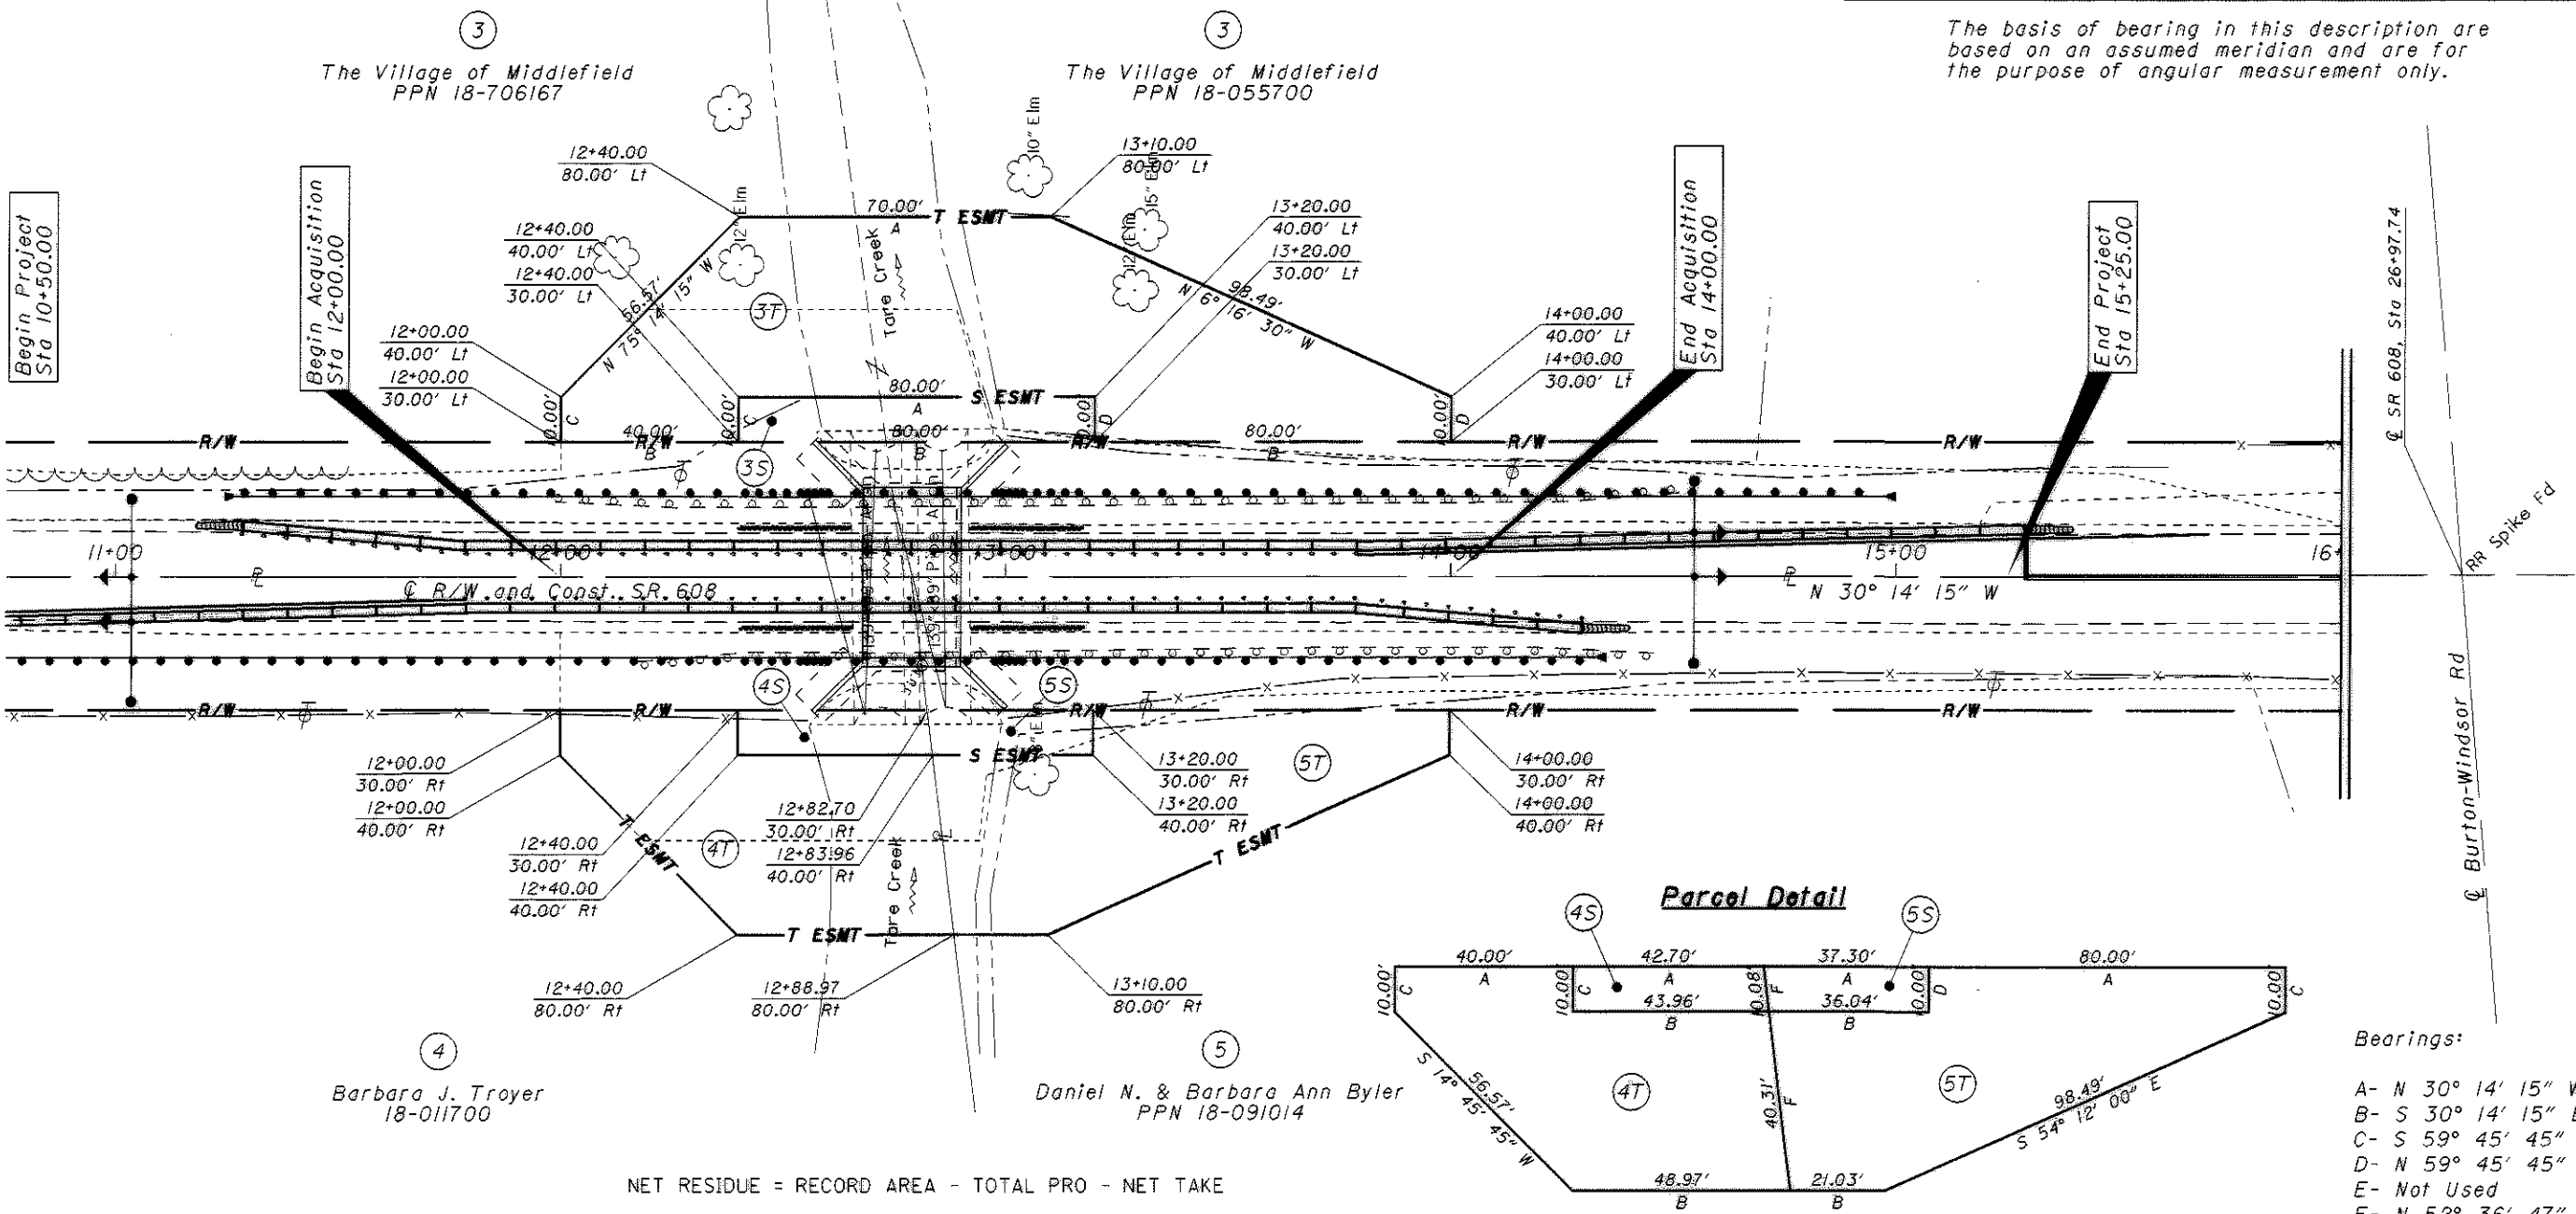 The basis of bearing in this description are
based on an assumed meridian and are for
the purpose of angular measurement only.
3
The Village of Middlefield
PPN 18-706167
3
The Village of Middlefield
PPN 18-055700
Begin Project
Sta 10+50.00
Begin Acquisition
Sta 12+00.00
End Acquisition
Sta 14+00.00
End Project
Sta 15+25.00
℄ SR 608, Sta 26+97.74
RR Spike Fd
℄ Burton-Windsor Rd
12+40.00
80.00' Lt
12+40.00
40.00' Lt
12+40.00
30.00' Lt
12+00.00
40.00' Lt
12+00.00
30.00' Lt
13+10.00
80.00' Lt
13+20.00
40.00' Lt
13+20.00
30.00' Lt
14+00.00
40.00' Lt
14+00.00
30.00' Lt
10" Elm
15" Elm
12" Elm
12" Elm
70.00'
A
T ESMT
56.57'
N 75° 14' 15" W
98.49'
N 6° 16' 30" W
3T
Tare Creek
80.00'
A
S ESMT
10.00'
C
10.00'
C
10.00'
D
10.00'
D
R/W
40.00'
R/W
B
80.00'
B
R/W
80.00'
B
R/W
R/W
3S
11+00
12+00
13+00
14+00
15+00
16+
℄ R/W and Const. SR 608
N 30° 14' 15" W
4S
5S
R/W
R/W
R/W
R/W
R/W
S ESMT
5T
12+00.00
30.00' Rt
12+00.00
40.00' Rt
12+40.00
30.00' Rt
12+40.00
40.00' Rt
12+82.70
30.00' Rt
12+83.96
40.00' Rt
13+20.00
30.00' Rt
13+20.00
40.00' Rt
14+00.00
30.00' Rt
14+00.00
40.00' Rt
T ESMT
4T
Tare Creek
T ESMT
T ESMT
12+40.00
80.00' Rt
12+88.97
80.00' Rt
13+10.00
80.00' Rt
4
Barbara J. Troyer
18-011700
5
Daniel N. & Barbara Ann Byler
PPN 18-091014
NET RESIDUE = RECORD AREA - TOTAL PRO - NET TAKE
Parcel Detail
4S
5S
40.00'
A
42.70'
A
37.30'
A
80.00'
A
10.00'
C
10.00'
C
10.08'
F
10.00'
D
10.00'
C
43.96'
B
36.04'
B
56.57'
S 14° 45' 45" W
4T
40.31'
F
5T
98.49'
S 54° 12' 00" E
48.97'
B
21.03'
B
Bearings:
A- N 30° 14' 15" W
B- S 30° 14' 15"
C- S 59° 45' 45"
D- N 59° 45' 45"
E- Not Used